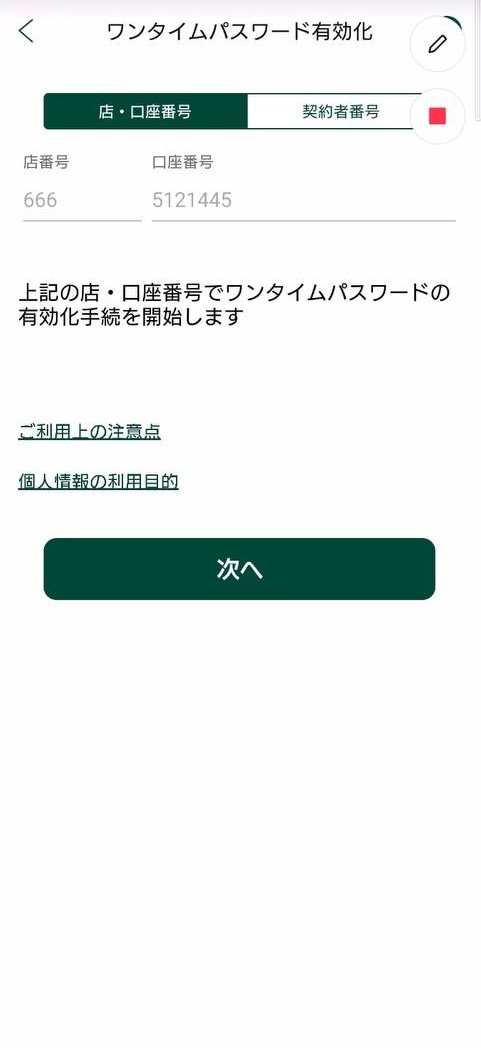 ワンタイムパスワード有効化
店・口座番号 契約者番号
店番号 口座番号
666 5121445
上記の店・口座番号でワンタイムパスワードの
有効化手続を開始します
ご利用上の注意点
個人情報の利用目的
次へ